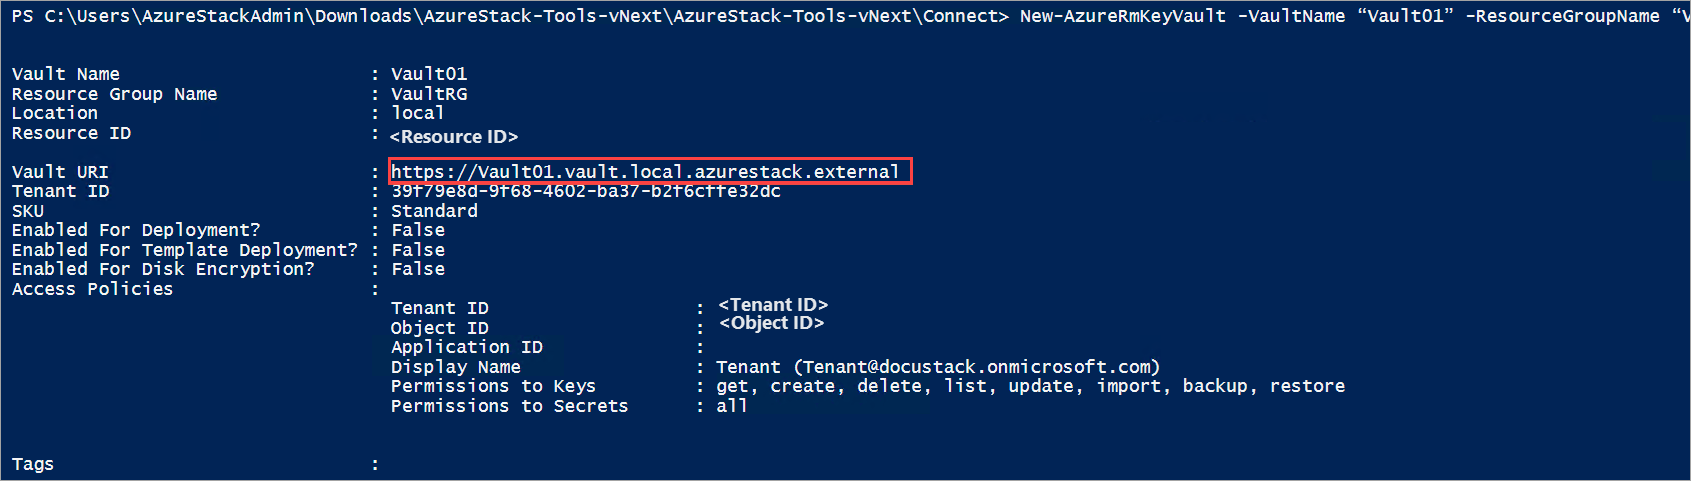 PS C:\Users\AzureStackAdmin\Downloads\AzureStack-Tools-vNext\AzureStack-Tools-vNext\Connect> New-AzureRmKeyVault -VaultName “Vault01” -ResourceGroupName “V
Vault Name : Vault01
Resource Group Name : VaultRG
Location : local
Resource ID : <Resource ID>
Vault URI : https://Vault01.vault.local.azurestack.external
Tenant ID : 39f79e8d-9f68-4602-ba37-b2f6cffe32dc
SKU : Standard
Enabled For Deployment? : False
Enabled For Template Deployment? : False
Enabled For Disk Encryption? : False
Access Policies :
Tenant ID : <Tenant ID>
Object ID : <Object ID>
Application ID :
Display Name : Tenant (Tenant@docustack.onmicrosoft.com)
Permissions to Keys : get, create, delete, list, update, import, backup, restore
Permissions to Secrets : all
Tags :